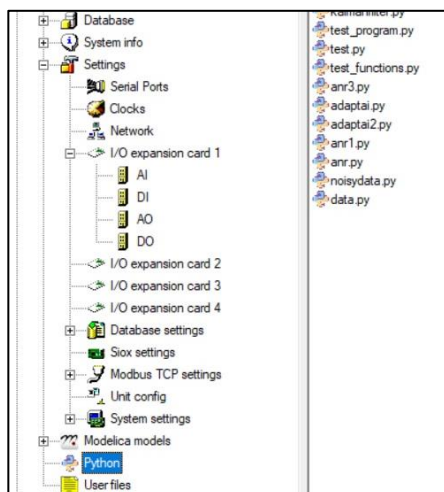 Database
System info
Settings
Serial Ports
Clocks
Network
I/O expansion card 1
AI
DI
AO
DO
I/O expansion card 2
I/O expansion card 3
I/O expansion card 4
Database settings
Siox settings
Modbus TCP settings
Unit config
System settings
Modelica models
Python
User files
test_program.py
test.py
test_functions.py
anr3.py
adaptai.py
adaptai2.py
anr1.py
anr.py
noisydata.py
data.py